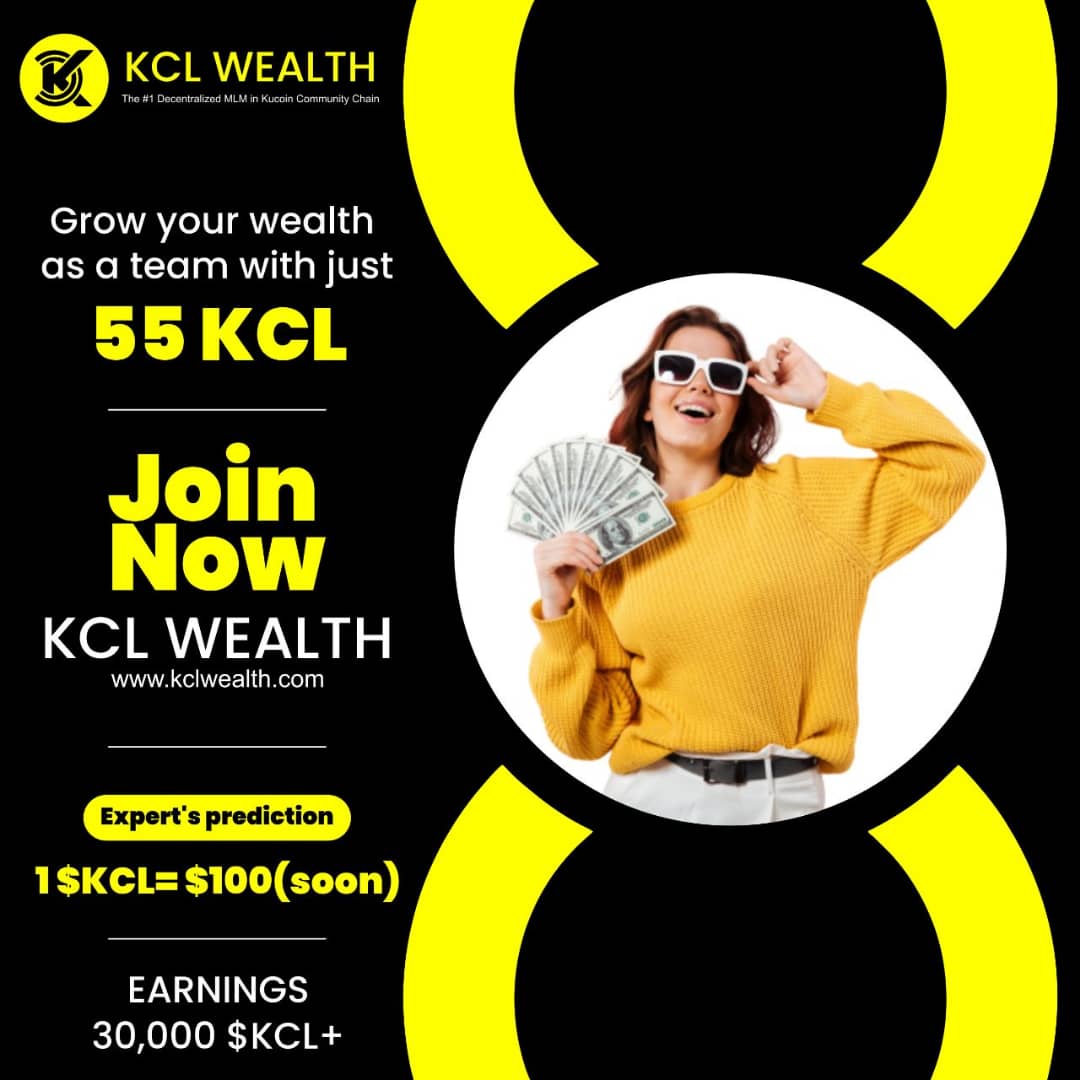 KCL WEALTH
The #1 Decentralized MLM in Kucoin Community Chain
Grow your wealth
as a team with just
55 KCL
Join
Now
KCL WEALTH
www.kclwealth.com
Expert's prediction
1 $KCL= $100(soon)
EARNINGS
30,000 $KCL+